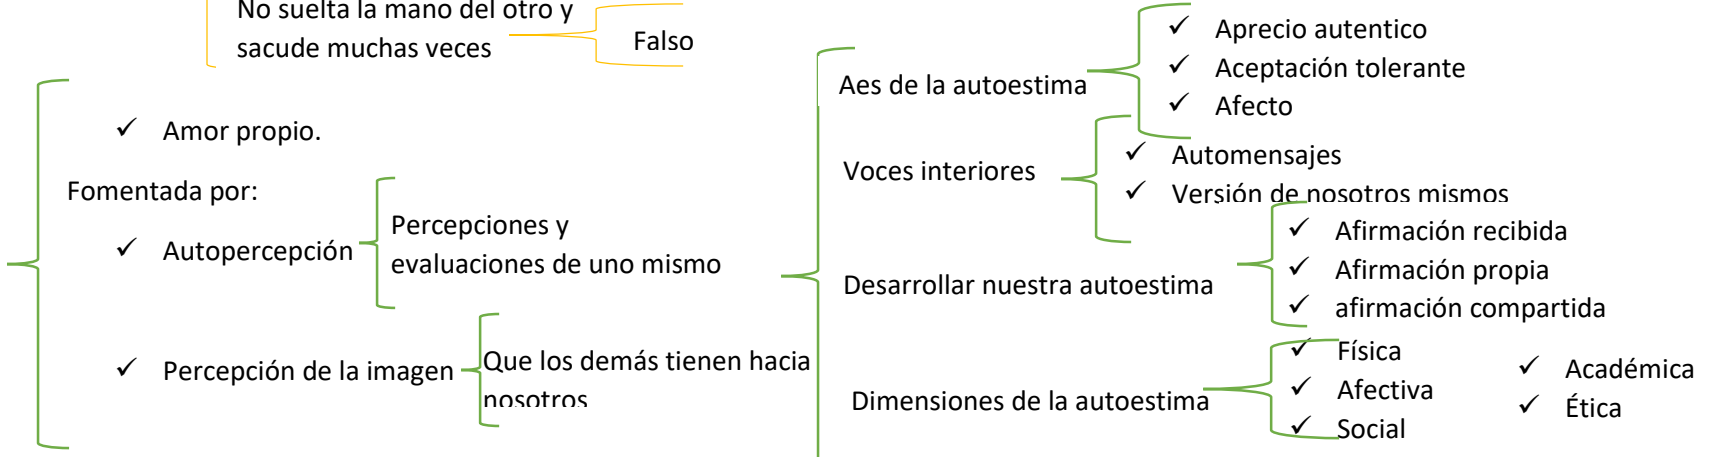 No suelta la mano del otro y
sacude muchas veces
Falso
Amor propio.
Fomentada por:
Autopercepción
Percepciones y
evaluaciones de uno mismo
Percepción de la imagen
Que los demás tienen hacia
nosotros
Aes de la autoestima
Aprecio autentico
Aceptación tolerante
Afecto
Voces interiores
Automensajes
Versión de nosotros mismos
Desarrollar nuestra autoestima
Afirmación recibida
Afirmación propia
afirmación compartida
Dimensiones de la autoestima
Física
Afectiva
Social
Académica
Ética